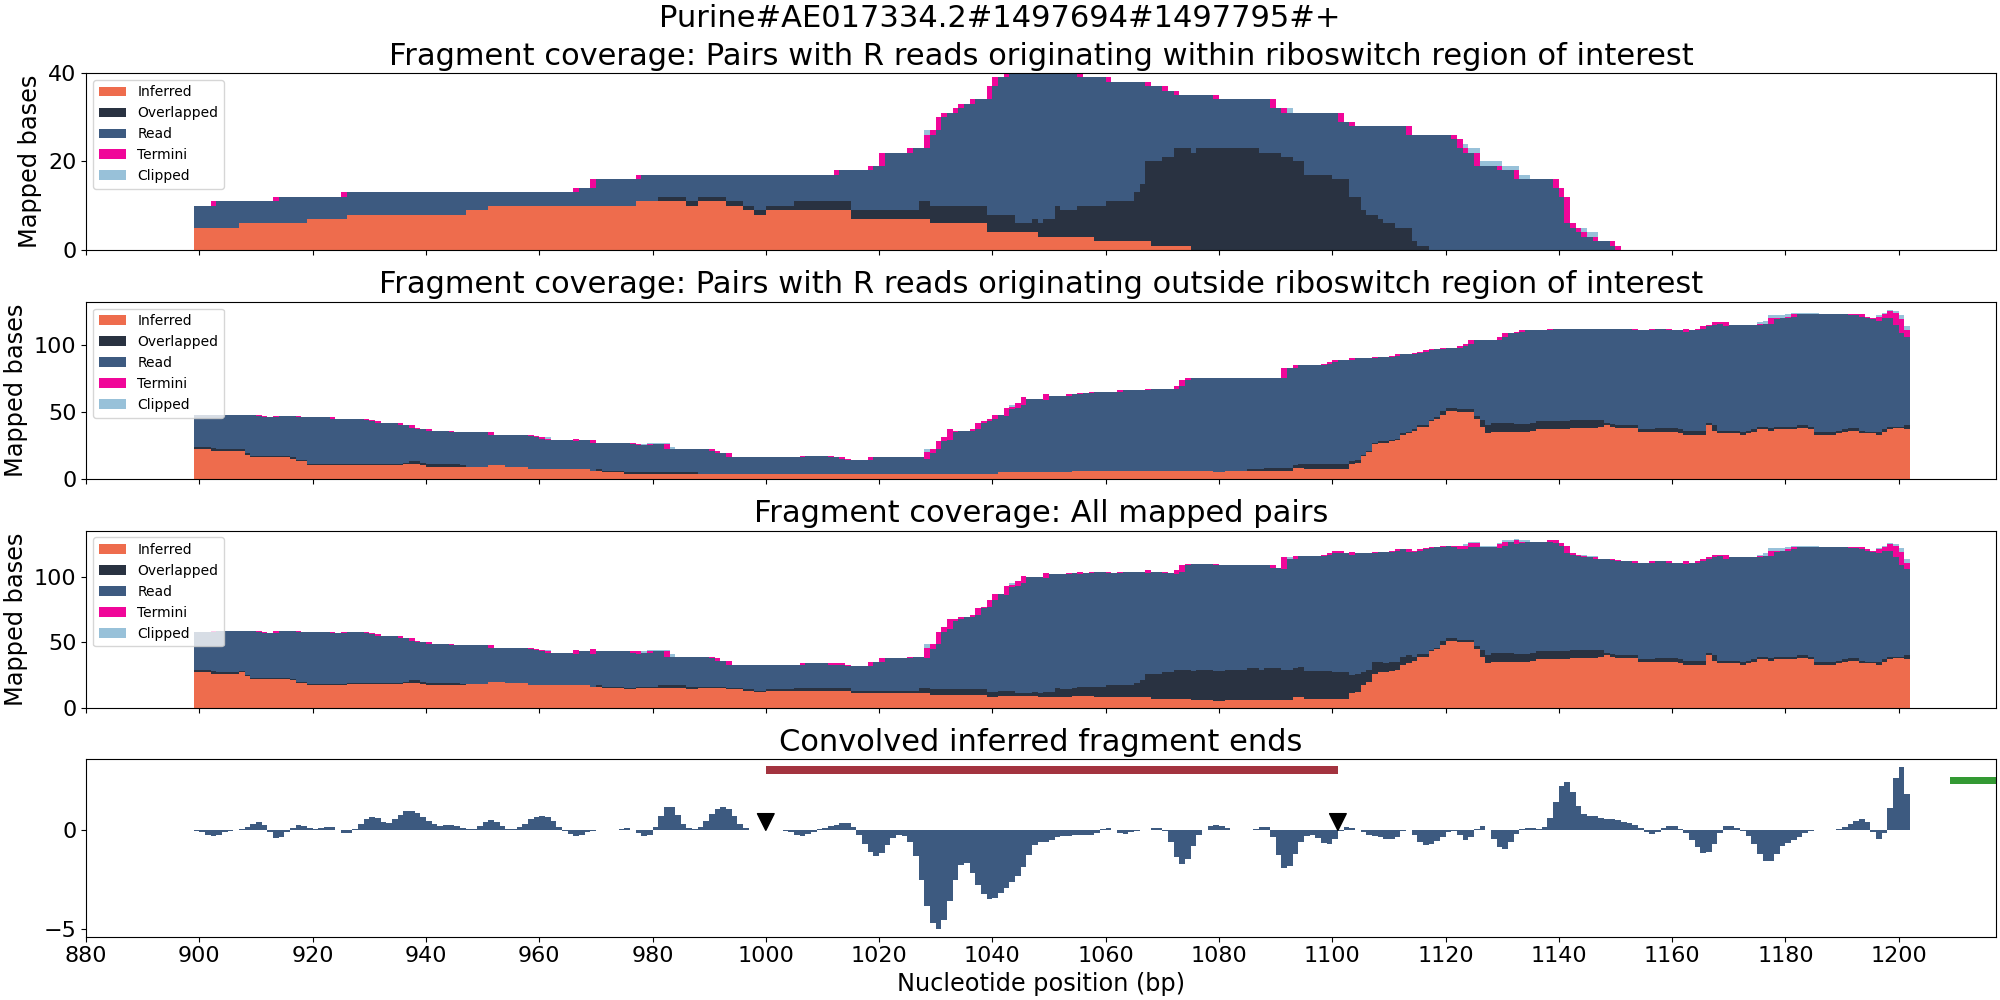 Purine#AE017334.2#1497694#1497795#+
Fragment coverage: Pairs with R reads originating within riboswitch region of interest
Mapped bases
40
20
0
Inferred
Overlapped
Read
Termini
Clipped
Fragment coverage: Pairs with R reads originating outside riboswitch region of interest
Mapped bases
100
50
0
Inferred
Overlapped
Read
Termini
Clipped
Fragment coverage: All mapped pairs
Mapped bases
100
50
0
Inferred
Overlapped
Read
Termini
Clipped
Convolved inferred fragment ends
0
−5
880 900 920 940 960 980 1000 1020 1040 1060 1080 1100 1120 1140 1160 1180 1200
Nucleotide position (bp)